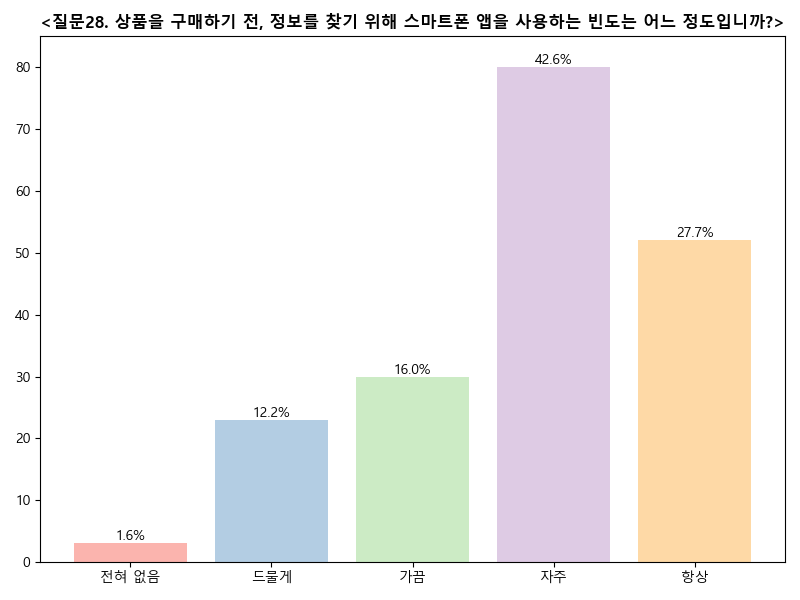 <질문28. 상품을 구매하기 전, 정보를 찾기 위해 스마트폰 앱을 사용하는 빈도는 어느 정도입니까?>
80
70
60
50
40
30
20
10
0
1.6%
12.2%
16.0%
42.6%
27.7%
전혀 없음
드물게
가끔
자주
항상